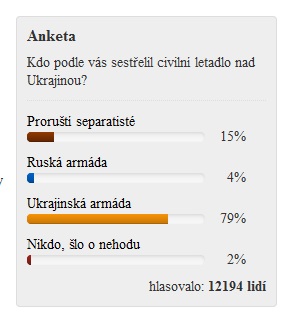 Anketa
Kdo podle vás sestřelil civilní letadlo nad
Ukrajinou?
Proruští separatisté
15%
Ruská armáda
4%
Ukrajinská armáda
79%
Nikdo, šlo o nehodu
2%
hlasovalo: 12194 lidí